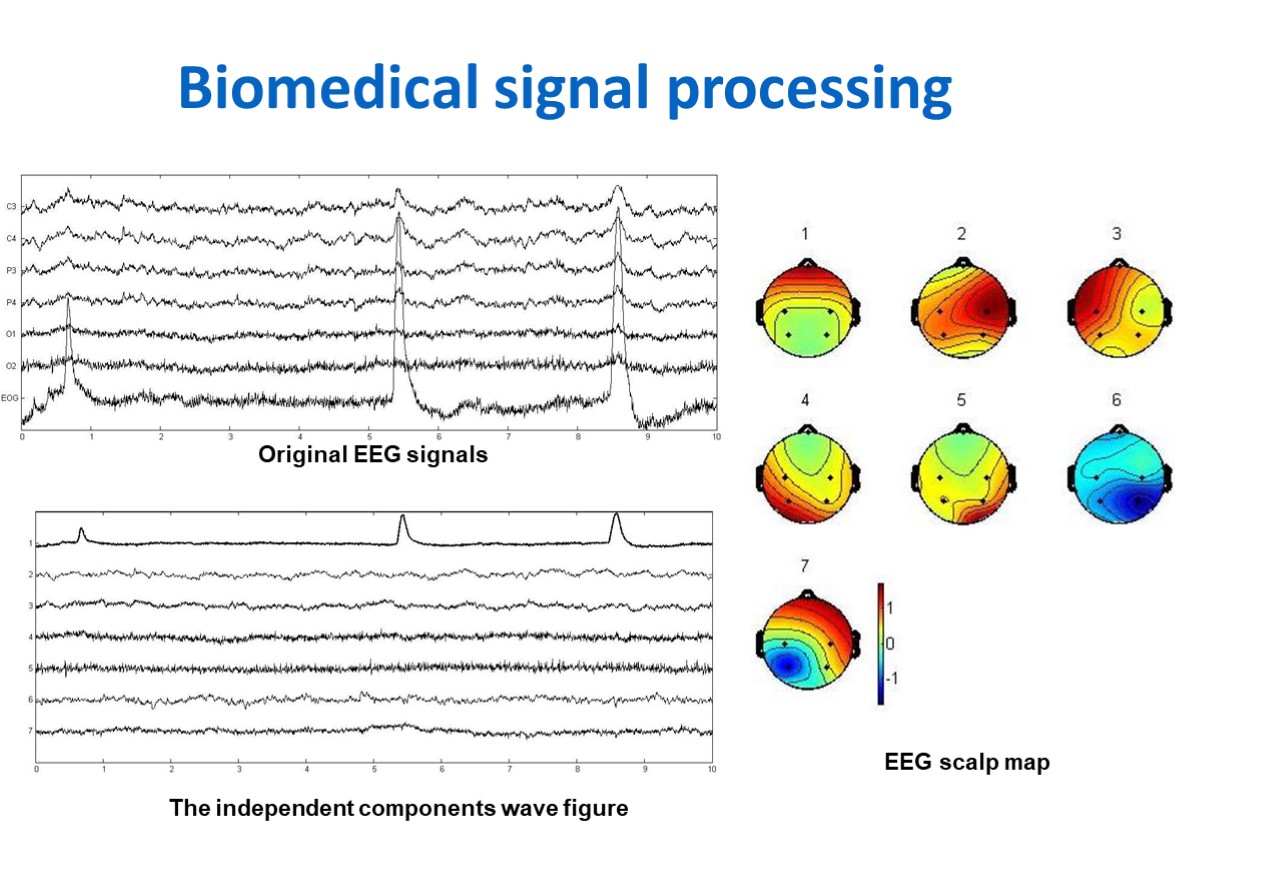 Biomedical signal processing
C3
C4
P3
P4
O1
O2
EOG
0 1 2 3 4 5 6 7 8 9 10
Original EEG signals
1
2
3
4
5
6
7
0 1 2 3 4 5 6 7 8 9 10
The independent components wave figure
1 2 3
4 5 6
7
1
0
-1
EEG scalp map